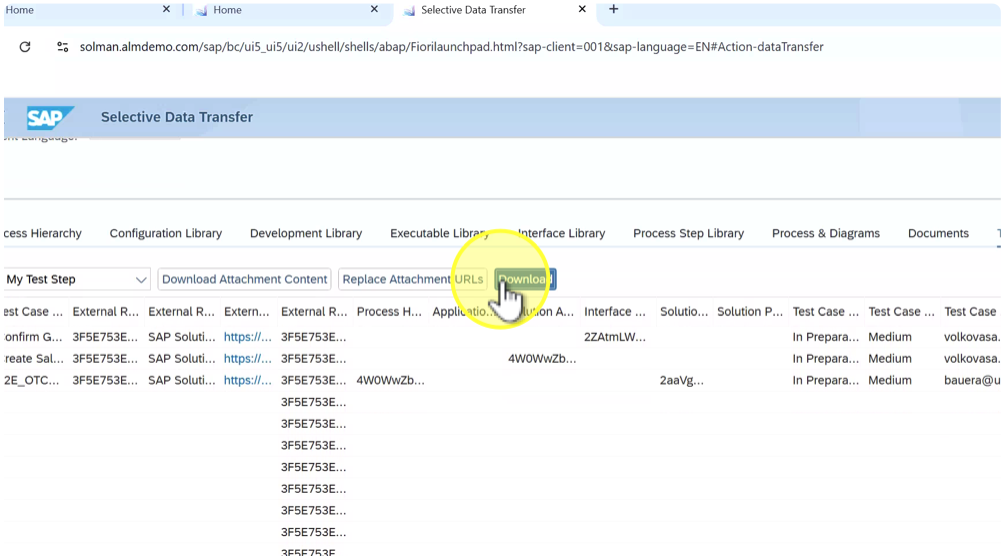 Home × Home × Selective Data Transfer × +
solman.almdemo.com/sap/bc/ui5_ui5/ui2/ushell/shells/abap/Fiorilaunchpad.html?sap-client=001&sap-language=EN#Action-dataTransfer
SAP Selective Data Transfer
cess Hierarchy Configuration Library Development Library Executable Library Interface Library Process Step Library Process & Diagrams Documents
My Test Step Download Attachment Content Replace Attachment URLs Download
est Case ... External R... External R... Extern... External R... Process H... Applicatio... ution A... Interface ... Solutio... Solution P... Test Case ... Test Case ... Test Case
onfirm G... 3F5E753E... SAP Soluti... https://... 3F5E753E... 2ZAtmLW... In Prepara... Medium volkovasa.
reate Sal... 3F5E753E... SAP Soluti... https://... 3F5E753E... 4W0WwZb... In Prepara... Medium volkovasa.
2E_OTC... 3F5E753E... SAP Soluti... https://... 3F5E753E... 4W0WwZb... 2aaVg... In Prepara... Medium bauera@u
3F5E753E...
3F5E753E...
3F5E753E...
3F5E753E...
3F5E753E...
3F5E753E...
3F5E753E...
3F5E753E